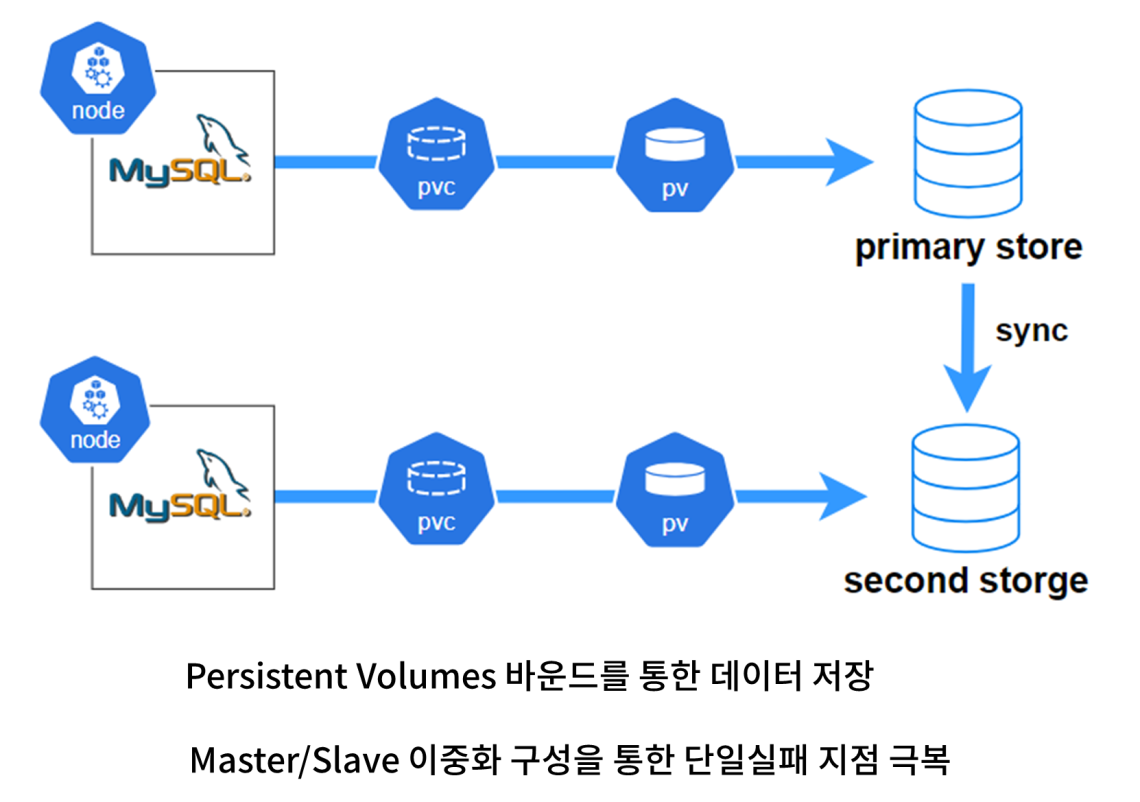 node
MySQL.
pvc
pv
primary store
sync
node
MySQL.
pvc
pv
second storge
Persistent Volumes 바운드를 통한 데이터 저장
Master/Slave 이중화 구성을 통한 단일실패 지점 극복